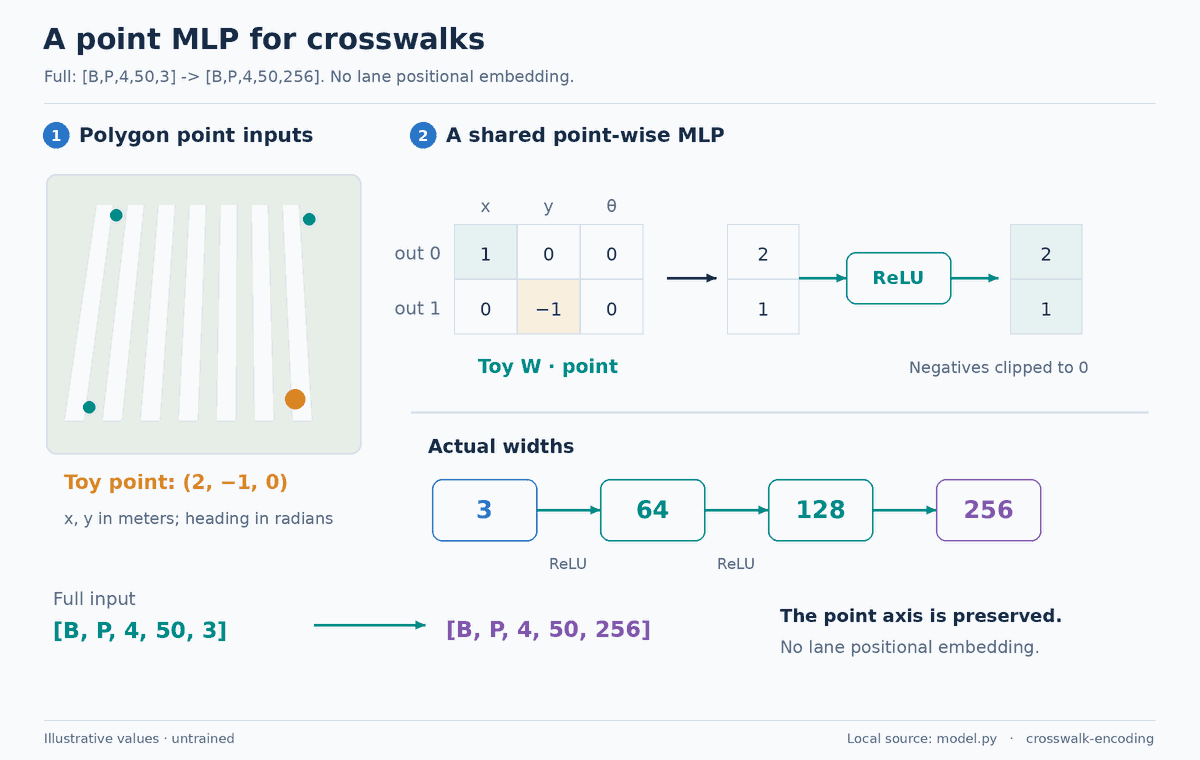 A point MLP for crosswalks
Full: [B,P,4,50,3] -> [B,P,4,50,256]. No lane positional embedding.
1 Polygon point inputs
2 A shared point-wise MLP
x y θ
out 0 1 0 0
out 1 0 −1 0
2
1
ReLU
2
1
Toy W · point
Negatives clipped to 0
Toy point: (2, −1, 0)
x, y in meters; heading in radians
Actual widths
3 64 128 256
ReLU ReLU
Full input
[B, P, 4, 50, 3] [B, P, 4, 50, 256]
The point axis is preserved.
No lane positional embedding.
Illustrative values · untrained
Local source: model.py · crosswalk-encoding